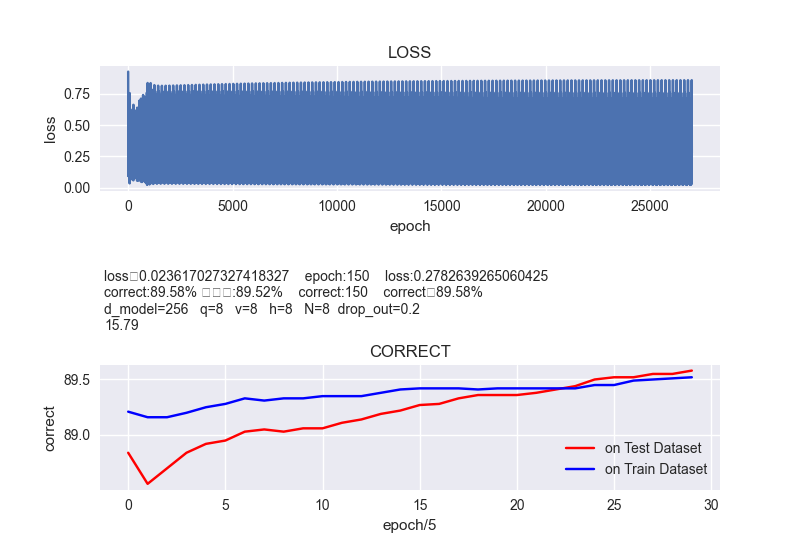 LOSS
0.75
0.50
0.25
0.00
loss
0 5000 10000 15000 20000 25000
epoch
loss□0.023617027327418327 epoch:150 loss:0.2782639265060425
correct:89.58% □□□:89.52% correct:150 correct□89.58%
d_model=256 q=8 v=8 h=8 N=8 drop_out=0.2
15.79
CORRECT
89.5
89.0
correct
on Test Dataset
on Train Dataset
0 5 10 15 20 25 30
epoch/5